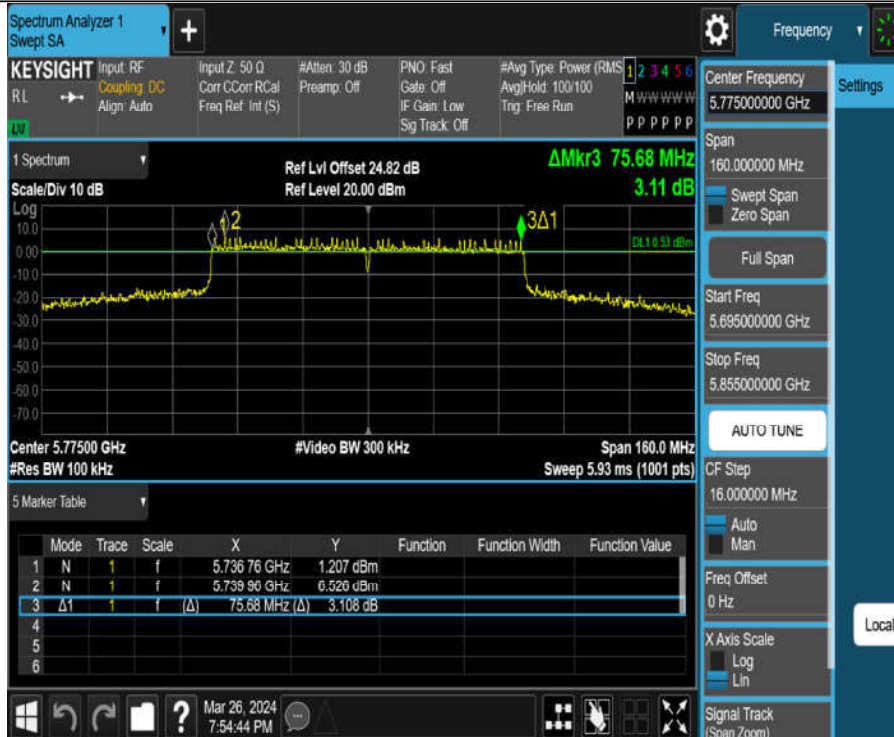 Spectrum Analyzer 1
Swept SA
+
Frequency
KEYSIGHT
RL
Input: RF
Coupling: DC
Align: Auto
Input Z: 50 Ω
Corr CCorr RCal
Freq Ref: Int (S)
#Atten: 30 dB
Preamp: Off
PNO: Fast
Gate: Off
IF Gain: Low
Sig Track: Off
#Avg Type: Power (RMS
Avg|Hold: 100/100
Trig: Free Run
1 2 3 4 5 6
M W W W W W
P P P P P P
LXI
1 Spectrum
Scale/Div 10 dB
Ref Lvl Offset 24.82 dB
Ref Level 20.00 dBm
ΔMkr3 75.68 MHz
3.11 dB
Log
10.0
0.00
-10.0
-20.0
-30.0
-40.0
-50.0
-60.0
-70.0
2
3Δ1
DL1 0.53 dBm
Center 5.77500 GHz
#Res BW 100 kHz
#Video BW 300 kHz
Span 160.0 MHz
Sweep 5.93 ms (1001 pts)
5 Marker Table
Mode Trace Scale X Y Function Function Width Function Value
1 N 1 f 5.736 76 GHz 1.207 dBm
2 N 1 f 5.739 96 GHz 6.526 dBm
3 Δ1 1 f (Δ) 75.68 MHz (Δ) 3.108 dB
4
5
6
?
Mar 26, 2024
7:54:44 PM
Center Frequency
5.775000000 GHz
Settings
Span
160.000000 MHz
Swept Span
Zero Span
Full Span
Start Freq
5.695000000 GHz
Stop Freq
5.855000000 GHz
AUTO TUNE
CF Step
16.000000 MHz
Auto
Man
Freq Offset
0 Hz
X Axis Scale
Log
Lin
Signal Track
(Span Zoom)
Local